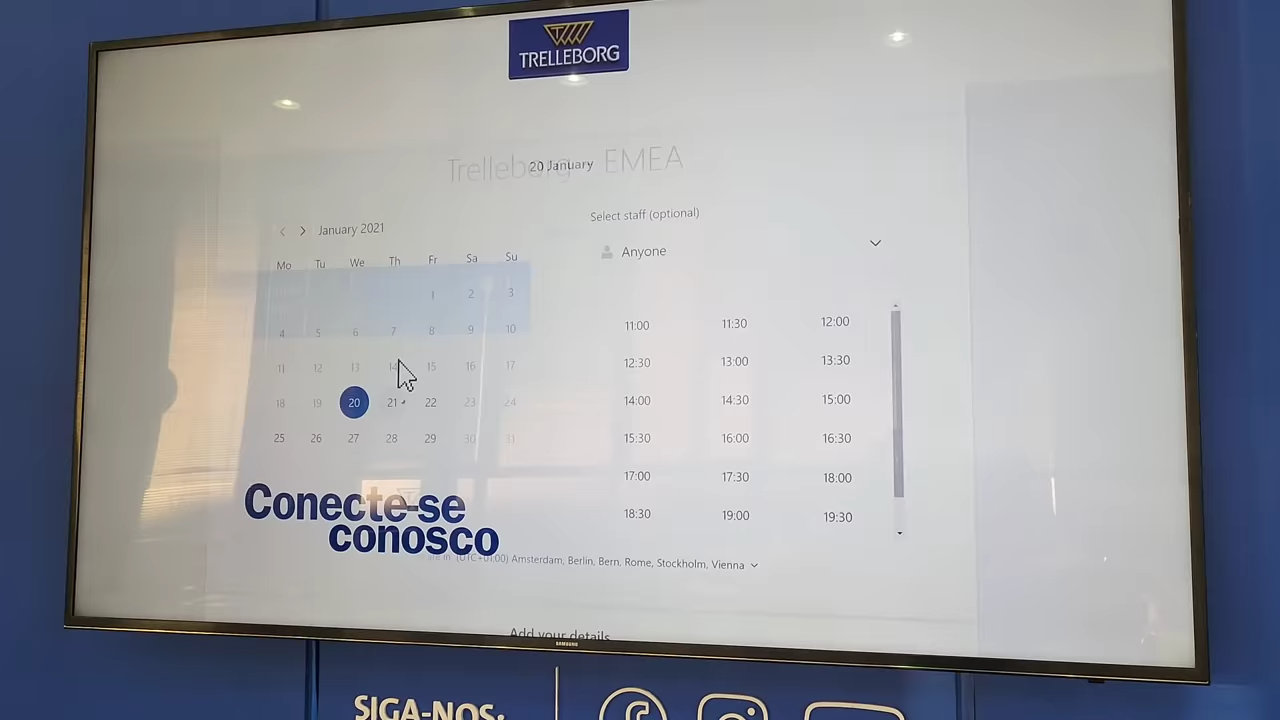 TRELLEBORG
Trelleborg EMEA
20 January
January 2021
Mo Tu We Th Fr Sa Su
1 2 3
4 5 6 7 8 9 10
11 12 13 14 15 16 17
18 19 20 21 22 23 24
25 26 27 28 29 30 31
Select staff (optional)
Anyone
11:00 11:30 12:00
12:30 13:00 13:30
14:00 14:30 15:00
15:30 16:00 16:30
17:00 17:30 18:00
18:30 19:00 19:30
Conecte-se
conosco
(UTC+01:00) Amsterdam, Berlin, Bern, Rome, Stockholm, Vienna
Add your details
SAMSUNG
SIGA-NOS: